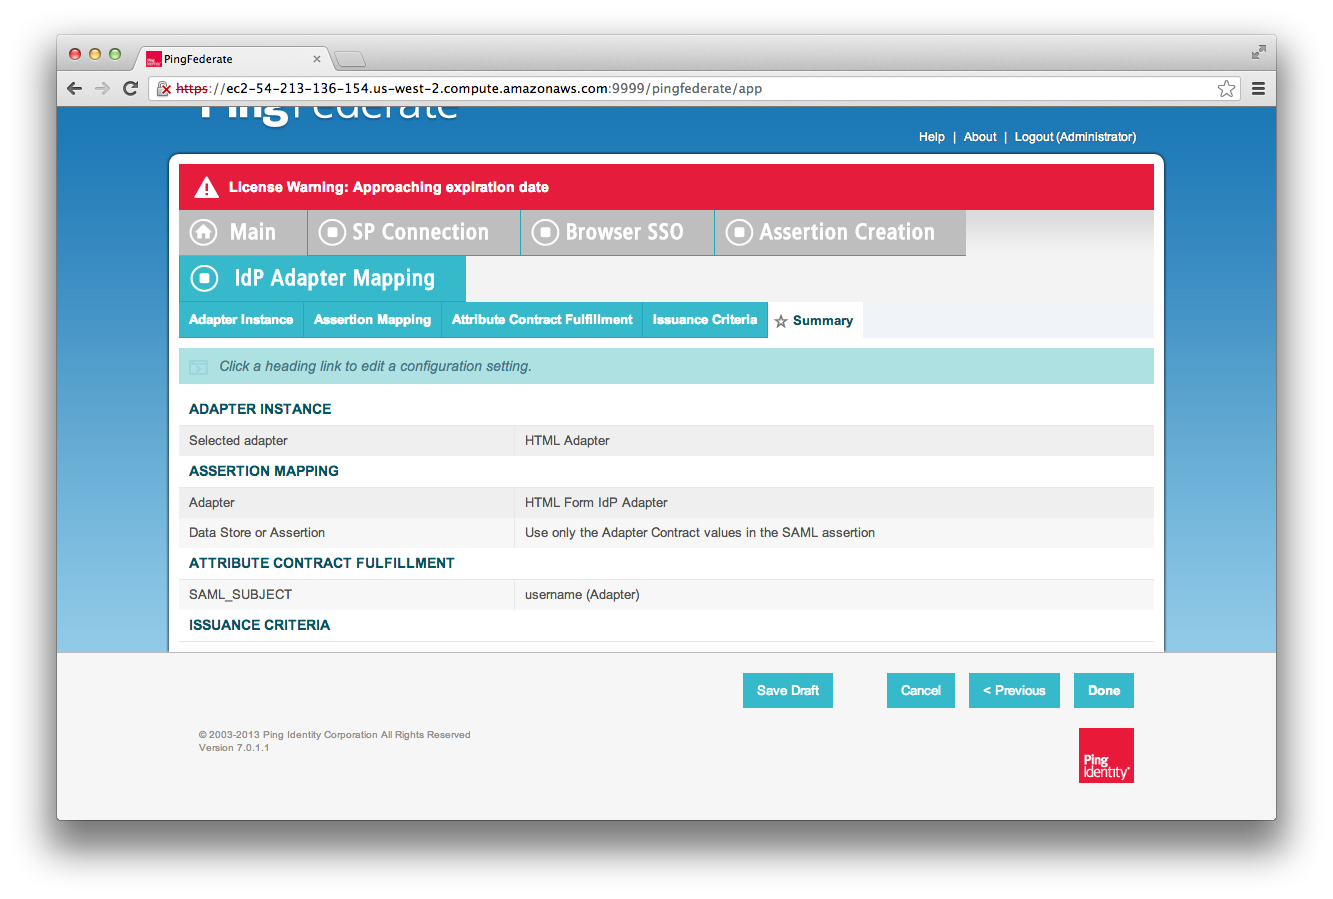 PingFederate
https://ec2-54-213-136-154.us-west-2.compute.amazonaws.com:9999/pingfederate/app
PingFederate
Help | About | Logout (Administrator)
License Warning: Approaching expiration date
Main SP Connection Browser SSO Assertion Creation
IdP Adapter Mapping
Adapter Instance Assertion Mapping Attribute Contract Fulfillment Issuance Criteria Summary
Click a heading link to edit a configuration setting.
ADAPTER INSTANCE
Selected adapter HTML Adapter
ASSERTION MAPPING
Adapter HTML Form IdP Adapter
Data Store or Assertion Use only the Adapter Contract values in the SAML assertion
ATTRIBUTE CONTRACT FULFILLMENT
SAML_SUBJECT username (Adapter)
ISSUANCE CRITERIA
Save Draft Cancel < Previous Done
© 2003-2013 Ping Identity Corporation All Rights Reserved
Version 7.0.1.1
Ping
Identity